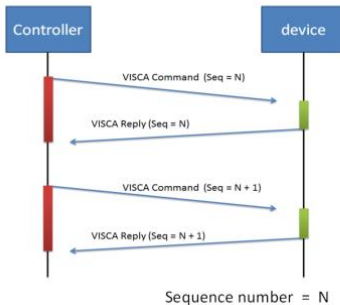 Controller
device
VISCA Command (Seq = N)
VISCA Reply (Seq = N)
VISCA Command (Seq = N + 1)
VISCA Reply (Seq = N + 1)
Sequence number = N